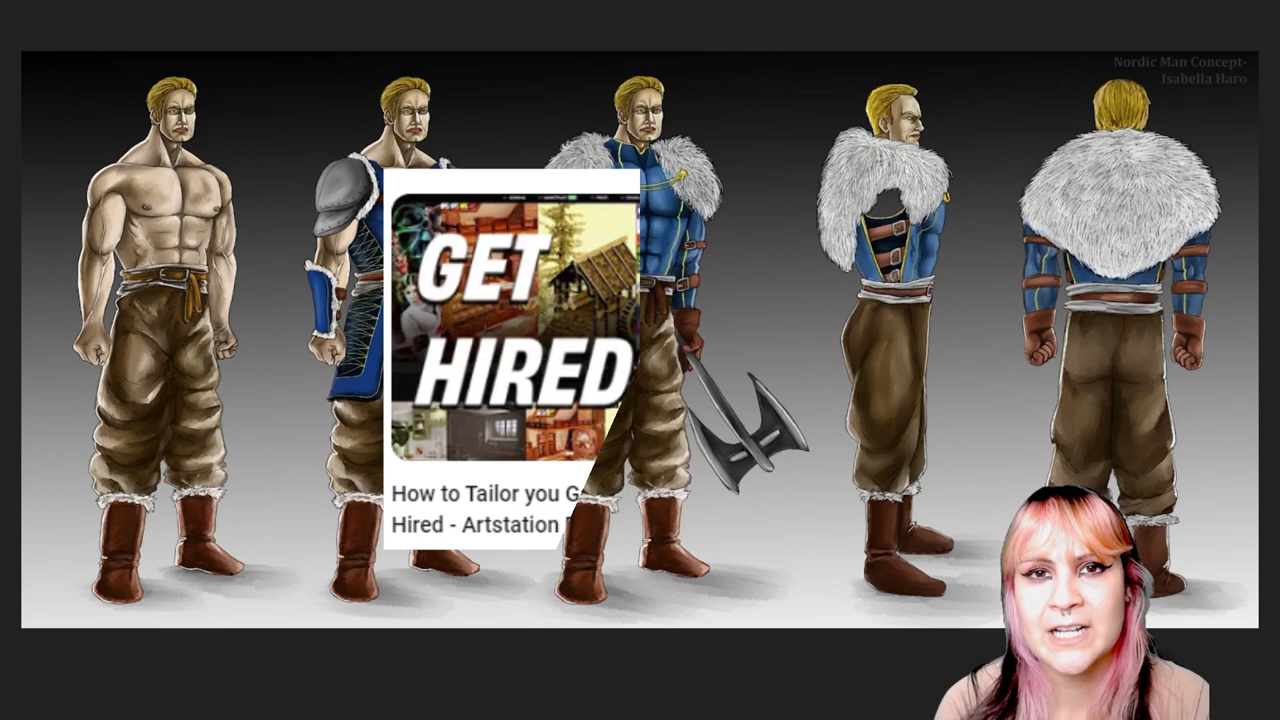 Nordic Man Concept-
Isabella Haro
GET
HIRED
How to Tailor you G
Hired - Artstation